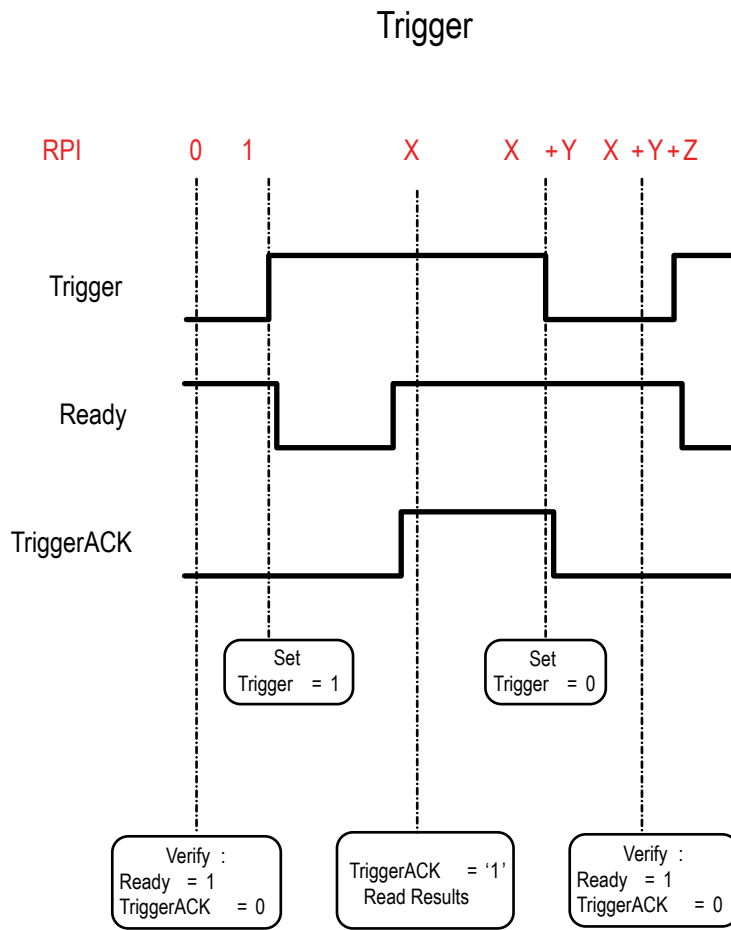 Trigger
RPI 0 1 X X +Y X +Y+Z
Trigger
Ready
TriggerACK
Set
Trigger = 1
Set
Trigger = 0
Verify :
Ready = 1
TriggerACK = 0
TriggerACK = ‘1’
Read Results
Verify :
Ready = 1
TriggerACK = 0